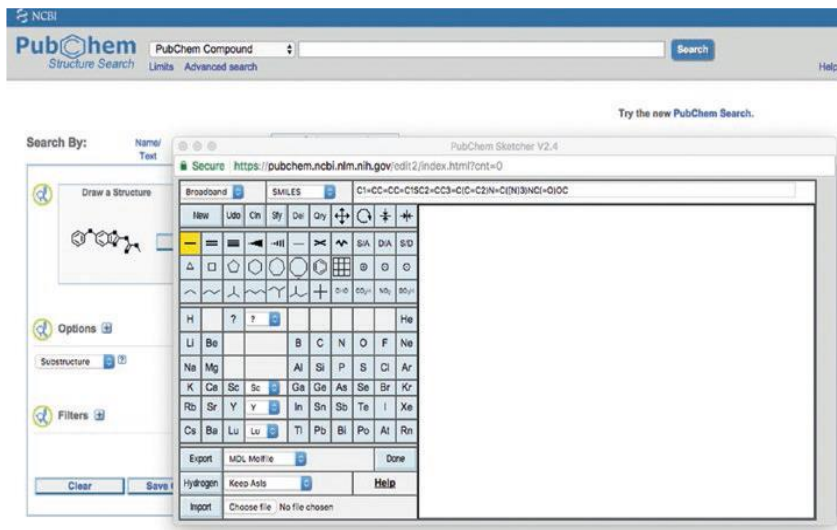 NCBI
PubChem
Structure Search
PubChem Compound
Search
Limits Advanced search
Help
Try the new PubChem Search.
Search By:
Name/
Text
PubChem Sketcher V2.4
Secure https://pubchem.ncbi.nlm.nih.gov/edit2/index.html?cnt=0
Draw a Structure
Broadband SMILES C1=CC=CC=C1SC2=CC3=C(C=C2)N=C([N]3)NC(=O)OC
New Udo Cln Sfy Del Qry
S/A D/A S/D
H ? ? He
Li Be B C N O F Ne
Na Mg Al Si P S Cl Ar
K Ca Sc Sc Ga Ge As Se Br Kr
Rb Sr Y Y In Sn Sb Te I Xe
Cs Ba Lu Lu Tl Pb Bi Po At Rn
Options
Substructure
Filters
Export MDL Molfile Done
Hydrogen Keep AsIs Help
Import Choose file No file chosen
Clear Save